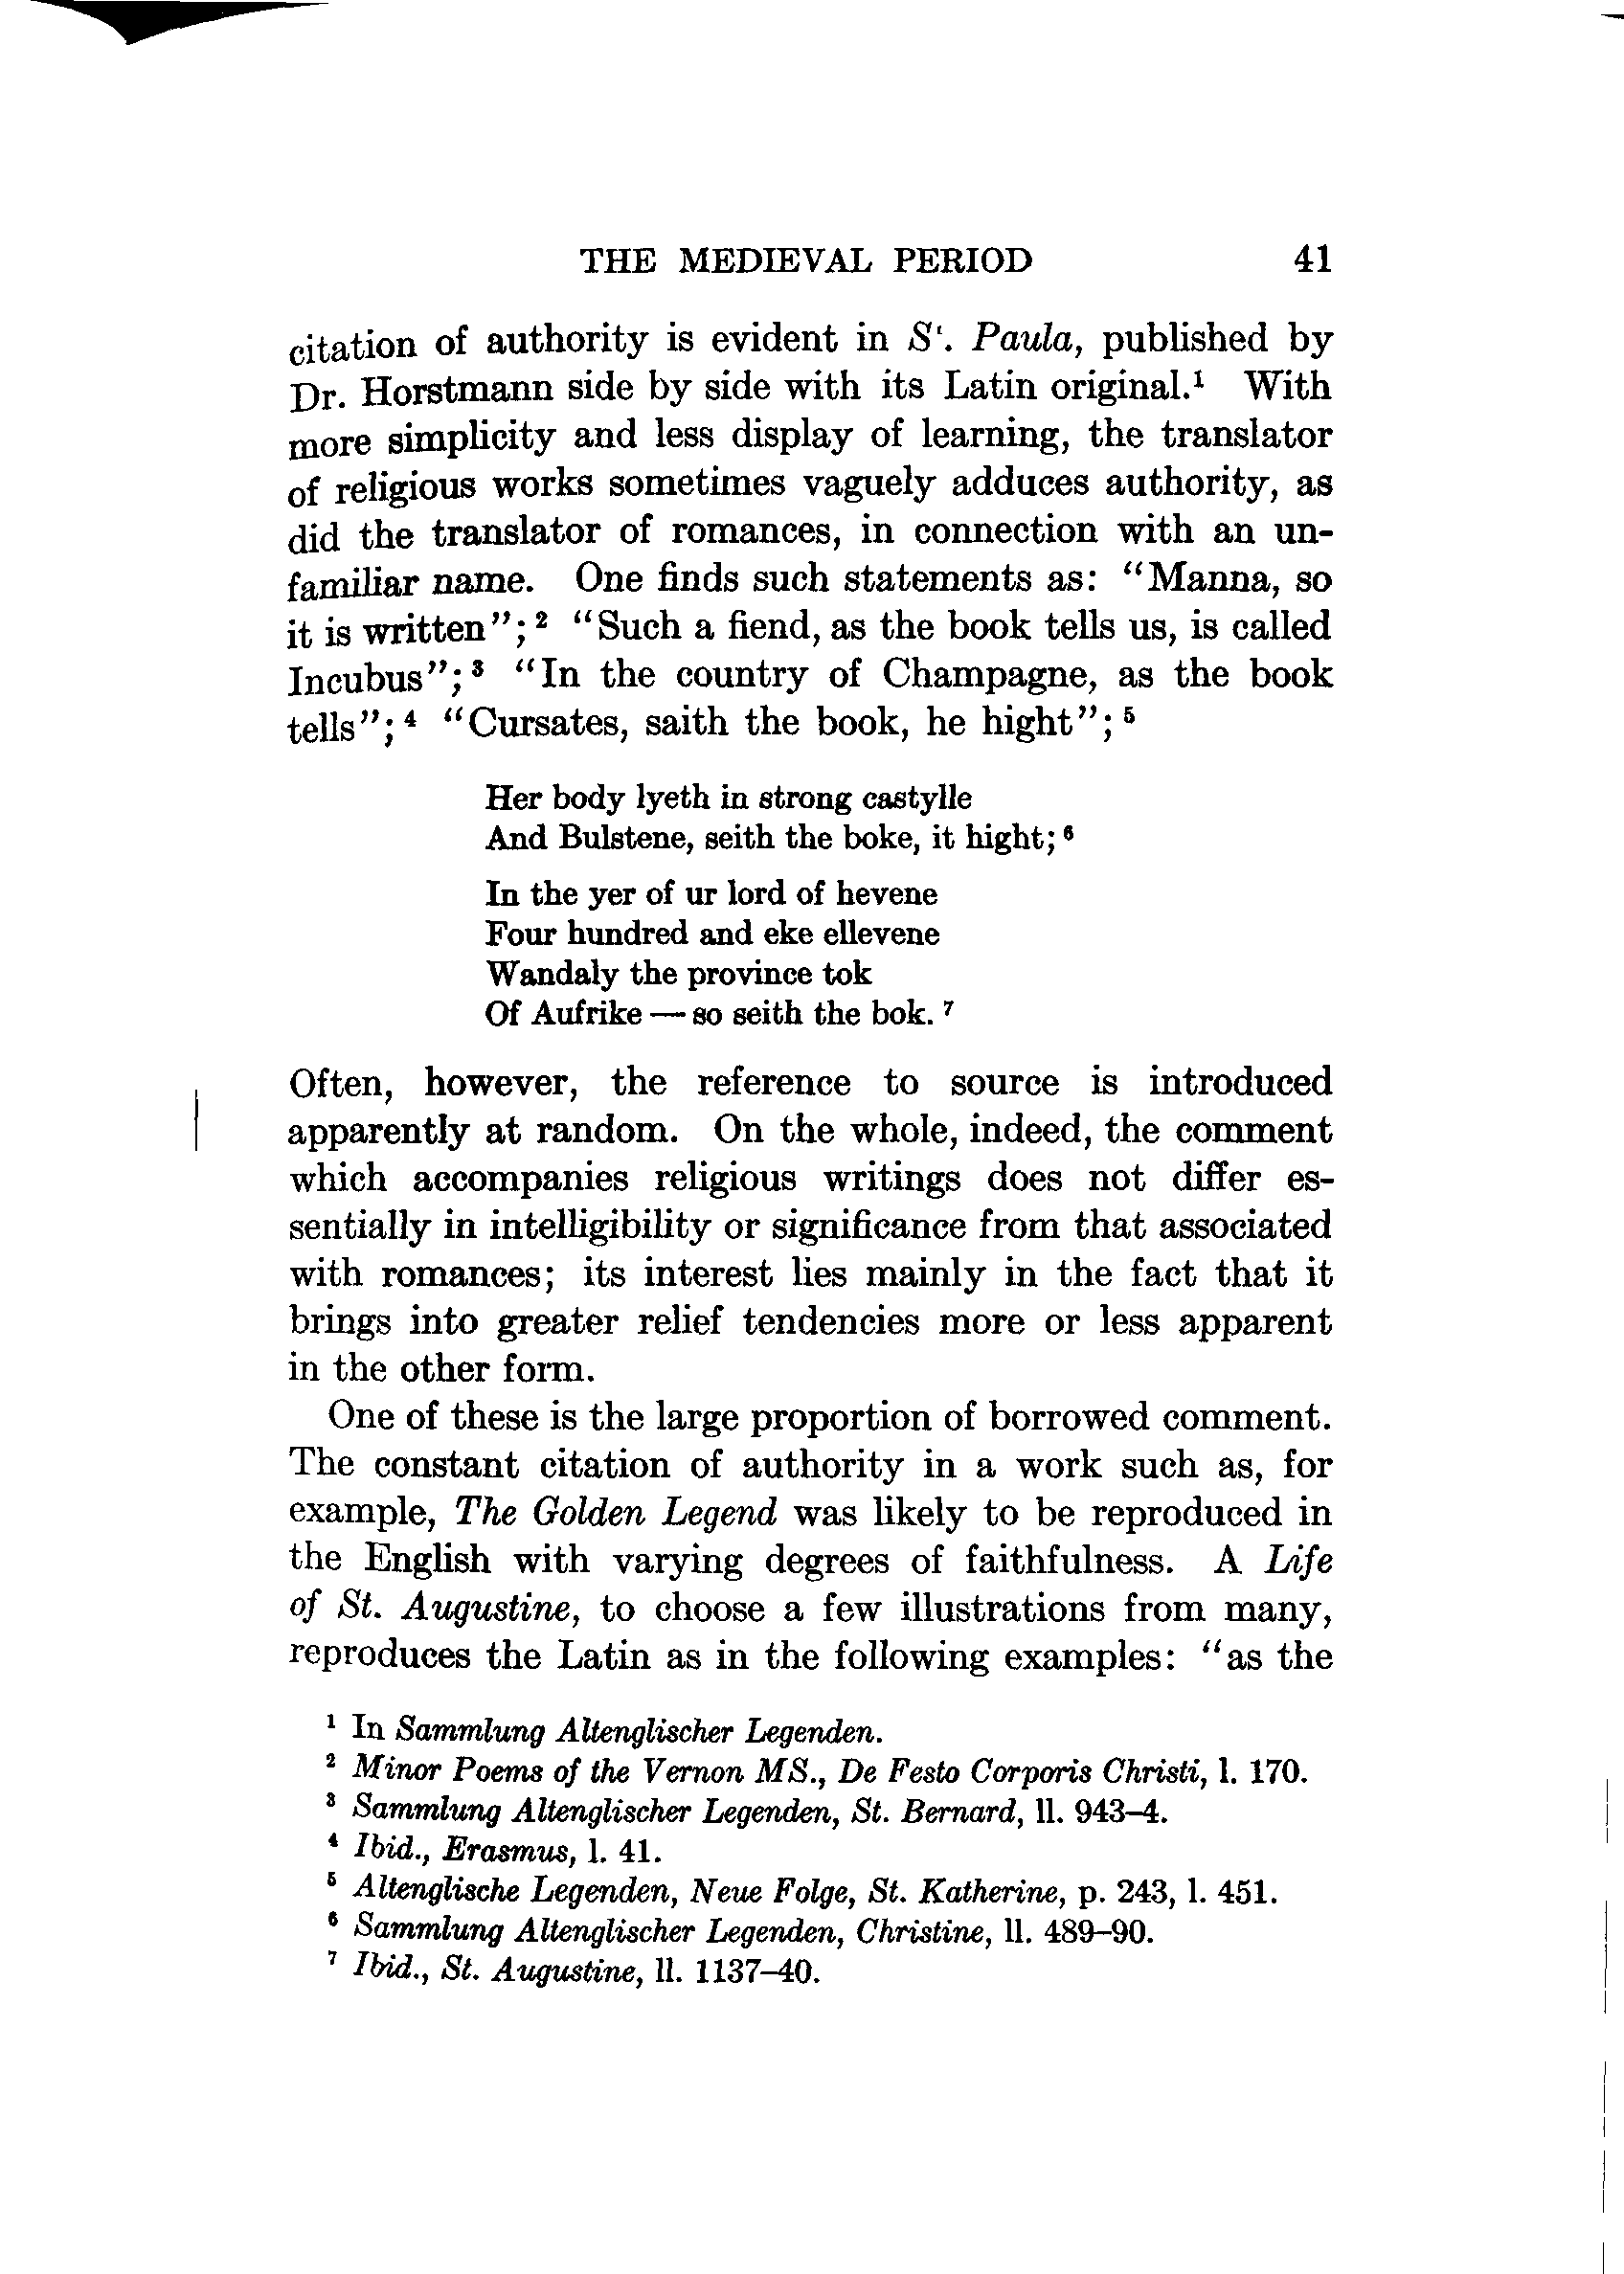 THE MEDIEVAL PERIOD 41
citation of authority is evident in Sᵗ. Paula, published by
Dr. Horstmann side by side with its Latin original.¹ With
more simplicity and less display of learning, the translator
of religious works sometimes vaguely adduces authority, as
did the translator of romances, in connection with an un-
familiar name. One finds such statements as: “Manna, so
it is written”;² “Such a fiend, as the book tells us, is called
Incubus”;³ “In the country of Champagne, as the book
tells”;⁴ “Cursates, saith the book, he hight”;⁵
Her body lyeth in strong castylle
And Bulstene, seith the boke, it hight;⁶
In the yer of ur lord of hevene
Four hundred and eke ellevene
Wandaly the province tok
Of Aufrike — so seith the bok.⁷
Often, however, the reference to source is introduced
apparently at random. On the whole, indeed, the comment
which accompanies religious writings does not differ es-
sentially in intelligibility or significance from that associated
with romances; its interest lies mainly in the fact that it
brings into greater relief tendencies more or less apparent
in the other form.
One of these is the large proportion of borrowed comment.
The constant citation of authority in a work such as, for
example, The Golden Legend was likely to be reproduced in
the English with varying degrees of faithfulness. A Life
of St. Augustine, to choose a few illustrations from many,
reproduces the Latin as in the following examples: “as the
¹ In Sammlung Altenglischer Legenden.
² Minor Poems of the Vernon MS., De Festo Corporis Christi, l. 170.
³ Sammlung Altenglischer Legenden, St. Bernard, ll. 943–4.
⁴ Ibid., Erasmus, l. 41.
⁵ Altenglische Legenden, Neue Folge, St. Katherine, p. 243, l. 451.
⁶ Sammlung Altenglischer Legenden, Christine, ll. 489–90.
⁷ Ibid., St. Augustine, ll. 1137–40.